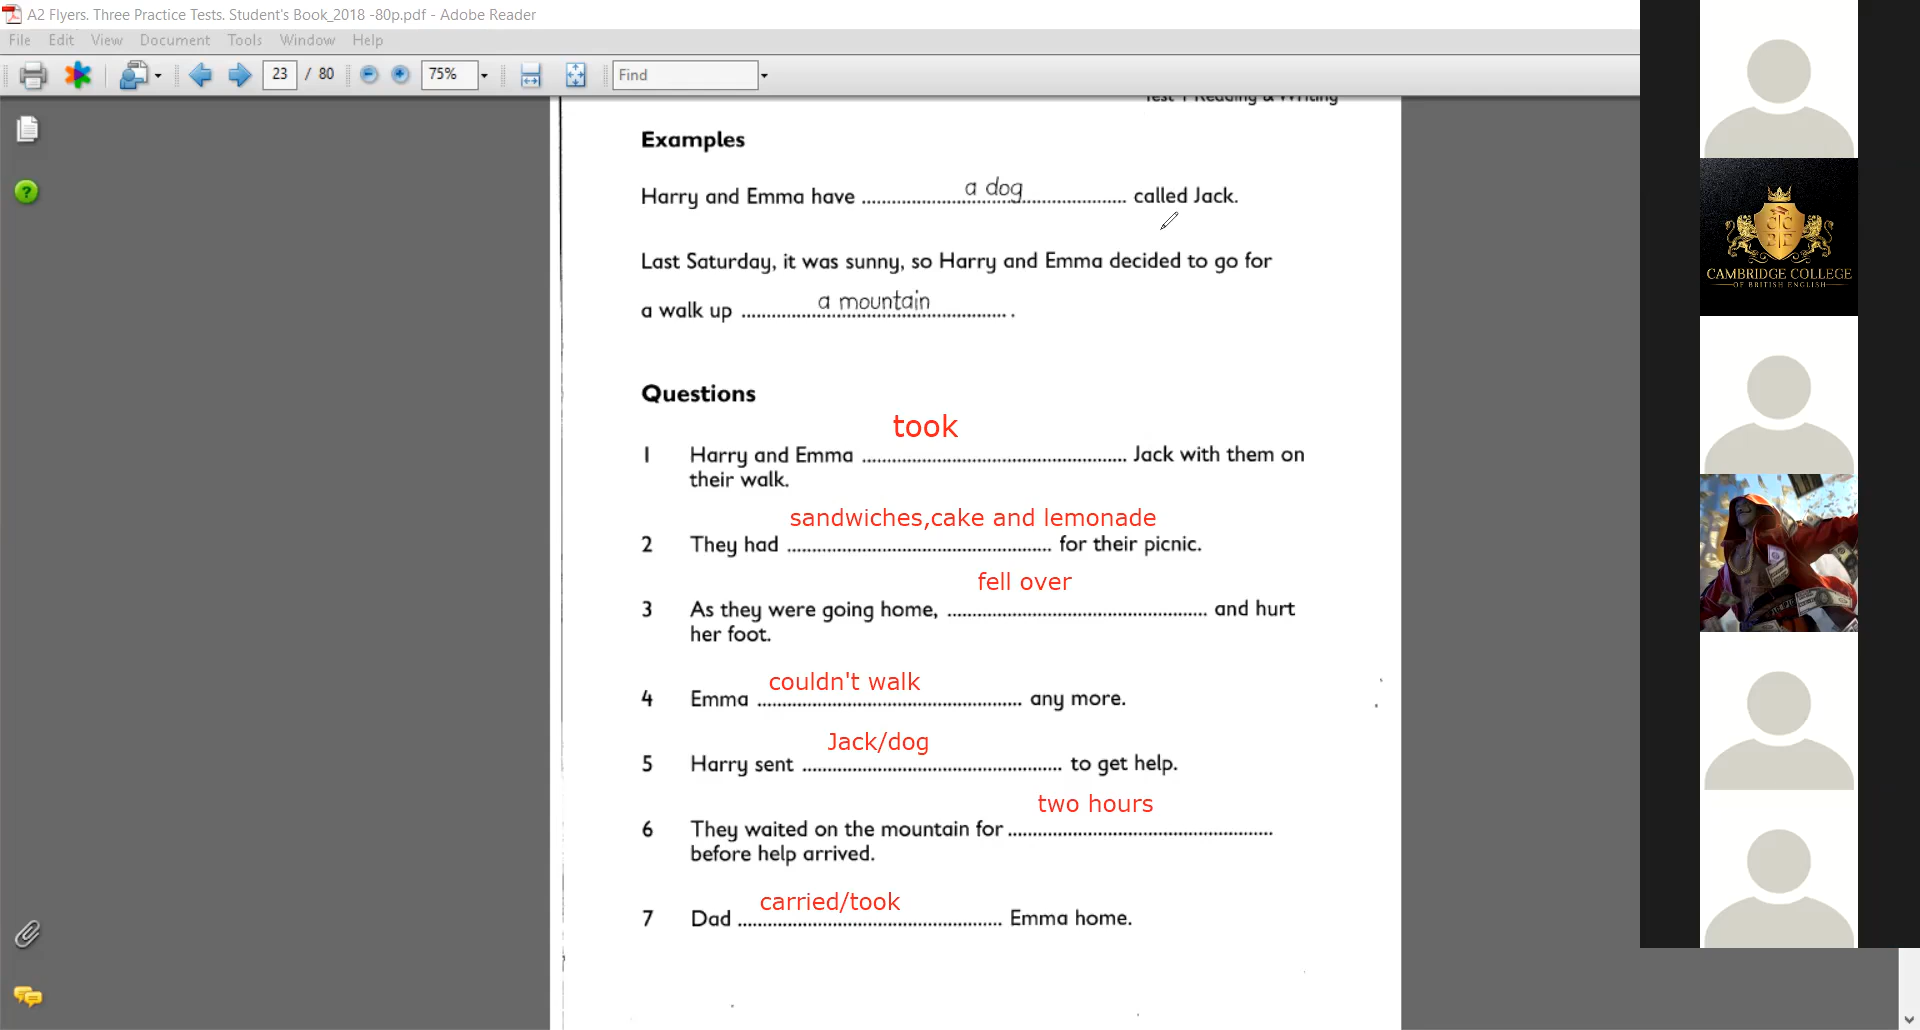 A2 Flyers. Three Practice Tests. Student's Book_2018 -80p.pdf - Adobe Reader
File Edit View Document Tools Window Help
23 / 80 75% Find
Test 1 Reading & Writing
Examples
Harry and Emma have a dog called Jack.
Last Saturday, it was sunny, so Harry and Emma decided to go for
a walk up a mountain .
Questions
took
1 Harry and Emma ........ Jack with them on
their walk.
sandwiches,cake and lemonade
2 They had ........ for their picnic.
fell over
3 As they were going home, ........ and hurt
her foot.
couldn't walk
4 Emma ........ any more.
Jack/dog
5 Harry sent ........ to get help.
two hours
6 They waited on the mountain for ........
before help arrived.
carried/took
7 Dad ........ Emma home.
CAMBRIDGE COLLEGE
OF BRITISH ENGLISH